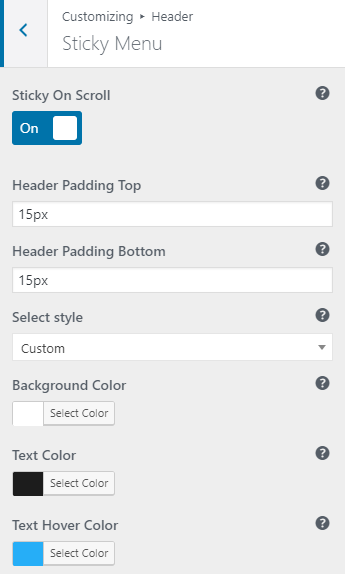 Customizing ▸ Header
Sticky Menu
Sticky On Scroll
On
Header Padding Top
15px
Header Padding Bottom
15px
Select style
Custom
Background Color
Select Color
Text Color
Select Color
Text Hover Color
Select Color